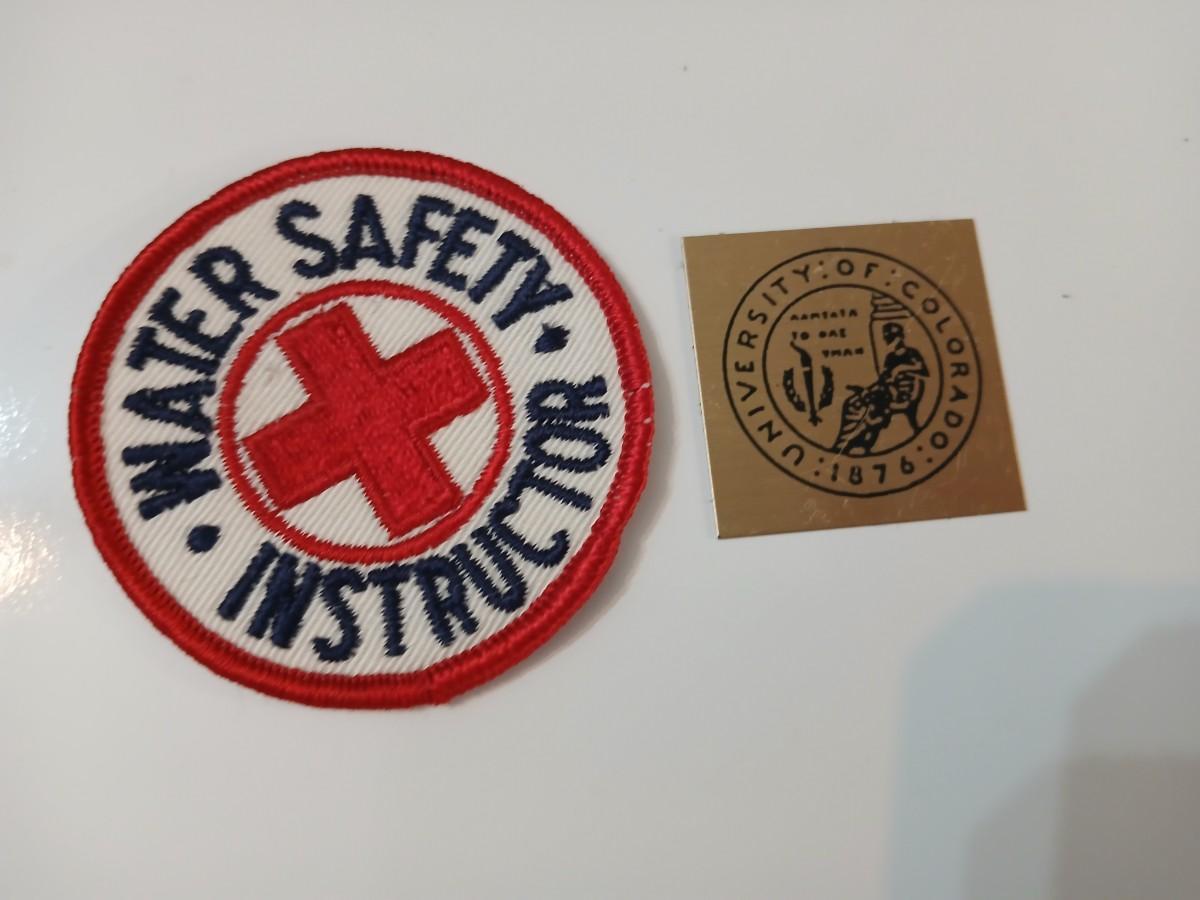 WATER SAFETY
INSTRUCTOR
UNIVERSITY OF COLORADO
1876